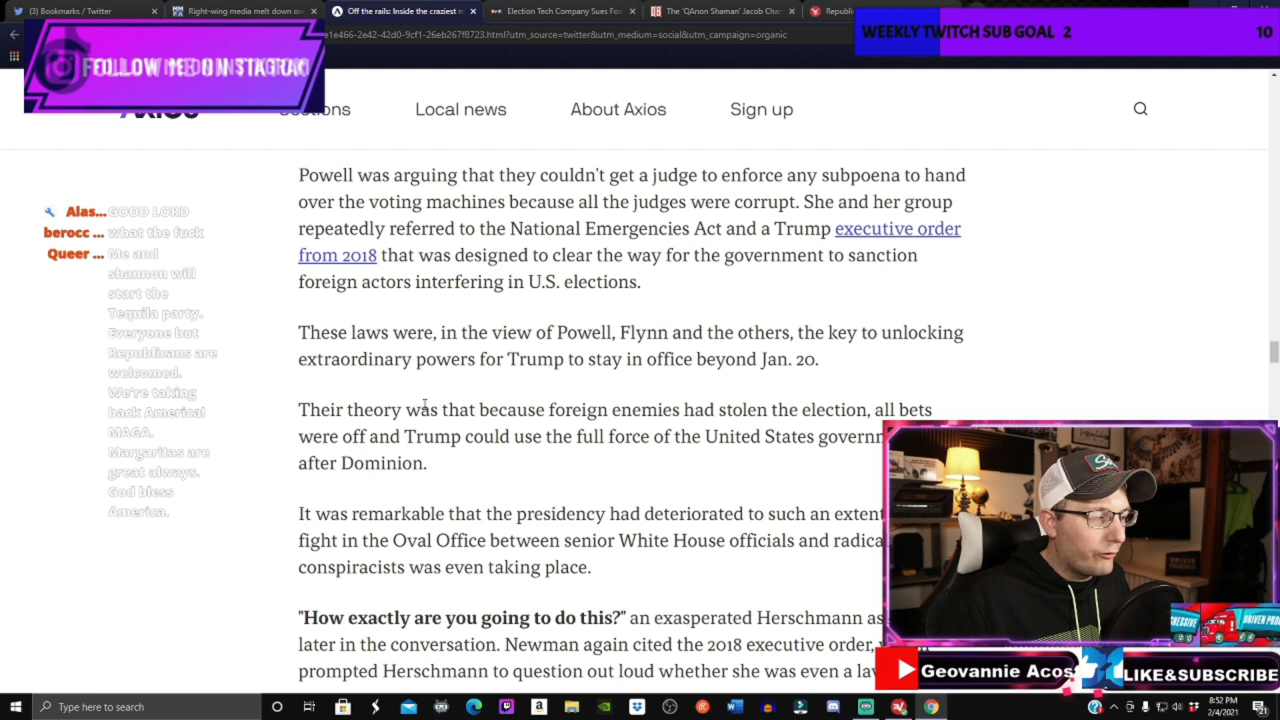 (3) Bookmarks / Twitter
Right-wing media melt down ov
Off the rails: Inside the craziest m
Election Tech Company Sues Fox
The 'QAnon Shaman' Jacob Chan
Republic
e1e466-2e42-42d0-9cf1-26eb267f8723.html?utm_source=twitter&utm_medium=social&utm_campaign=organic
WEEKLY TWITCH SUB GOAL 2 10
Local news
About Axios
Sign up
Powell was arguing that they couldn't get a judge to enforce any subpoena to hand
over the voting machines because all the judges were corrupt. She and her group
repeatedly referred to the National Emergencies Act and a Trump executive order
from 2018 that was designed to clear the way for the government to sanction
foreign actors interfering in U.S. elections.
These laws were, in the view of Powell, Flynn and the others, the key to unlocking
extraordinary powers for Trump to stay in office beyond Jan. 20.
Their theory was that because foreign enemies had stolen the election, all bets
were off and Trump could use the full force of the United States governm
after Dominion.
It was remarkable that the presidency had deteriorated to such an extent
fight in the Oval Office between senior White House officials and radica
conspiracists was even taking place.
"How exactly are you going to do this?" an exasperated Herschmann as
later in the conversation. Newman again cited the 2018 executive order,
prompted Herschmann to question out loud whether she was even a law
Alas... GOOD LORD
berocc ... what the fuck
Queer ... Me and
shannon will
start the
Tequila party.
Everyone but
Republicans are
welcomed.
We're taking
back America!
MAGA.
Margaritas are
great always.
God bless
America.
Geovannie Acos
LIKE&SUBSCRIBE
Type here to search
8:52 PM
2/4/2021
21